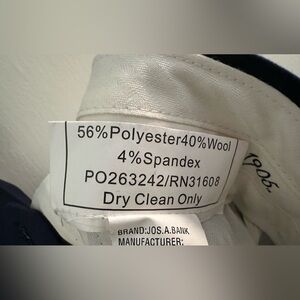 56%Polyester40%Wool
4%Spandex
PO263242/RN31608
Dry Clean Only
1906.
BRAND:JOS.A.BANK
MANUFACTURER: